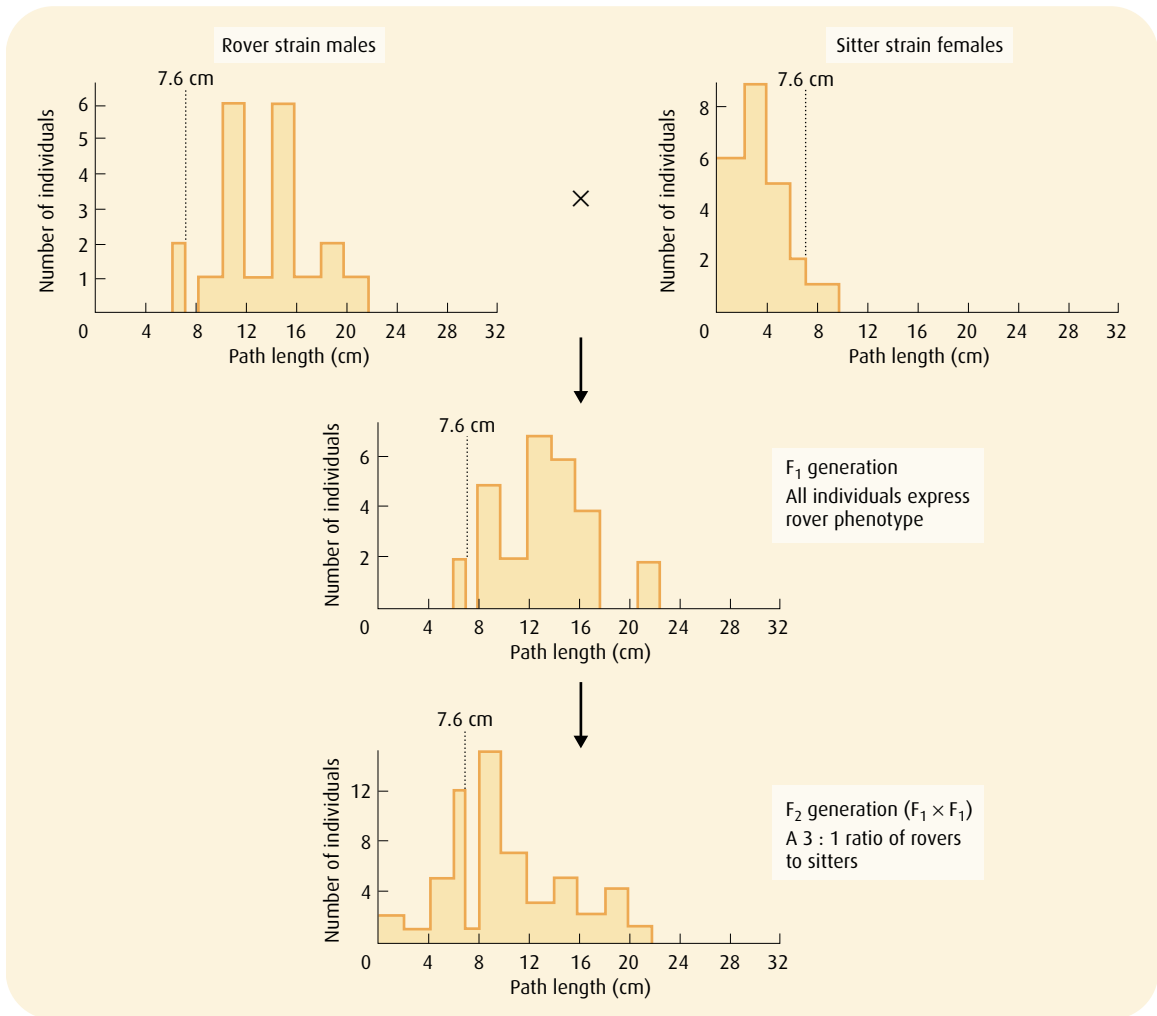 Rover strain males
7.6 cm
Number of individuals
6
5
4
3
2
1
0 4 8 12 16 20 24 28 32
Path length (cm)
×
Sitter strain females
7.6 cm
Number of individuals
8
6
4
2
0 4 8 12 16 20 24 28 32
Path length (cm)
7.6 cm
Number of individuals
6
4
2
0 4 8 12 16 20 24 28 32
Path length (cm)
F₁ generation
All individuals express
rover phenotype
7.6 cm
Number of individuals
12
8
4
0 4 8 12 16 20 24 28 32
Path length (cm)
F₂ generation (F₁ × F₁)
A 3 : 1 ratio of rovers
to sitters